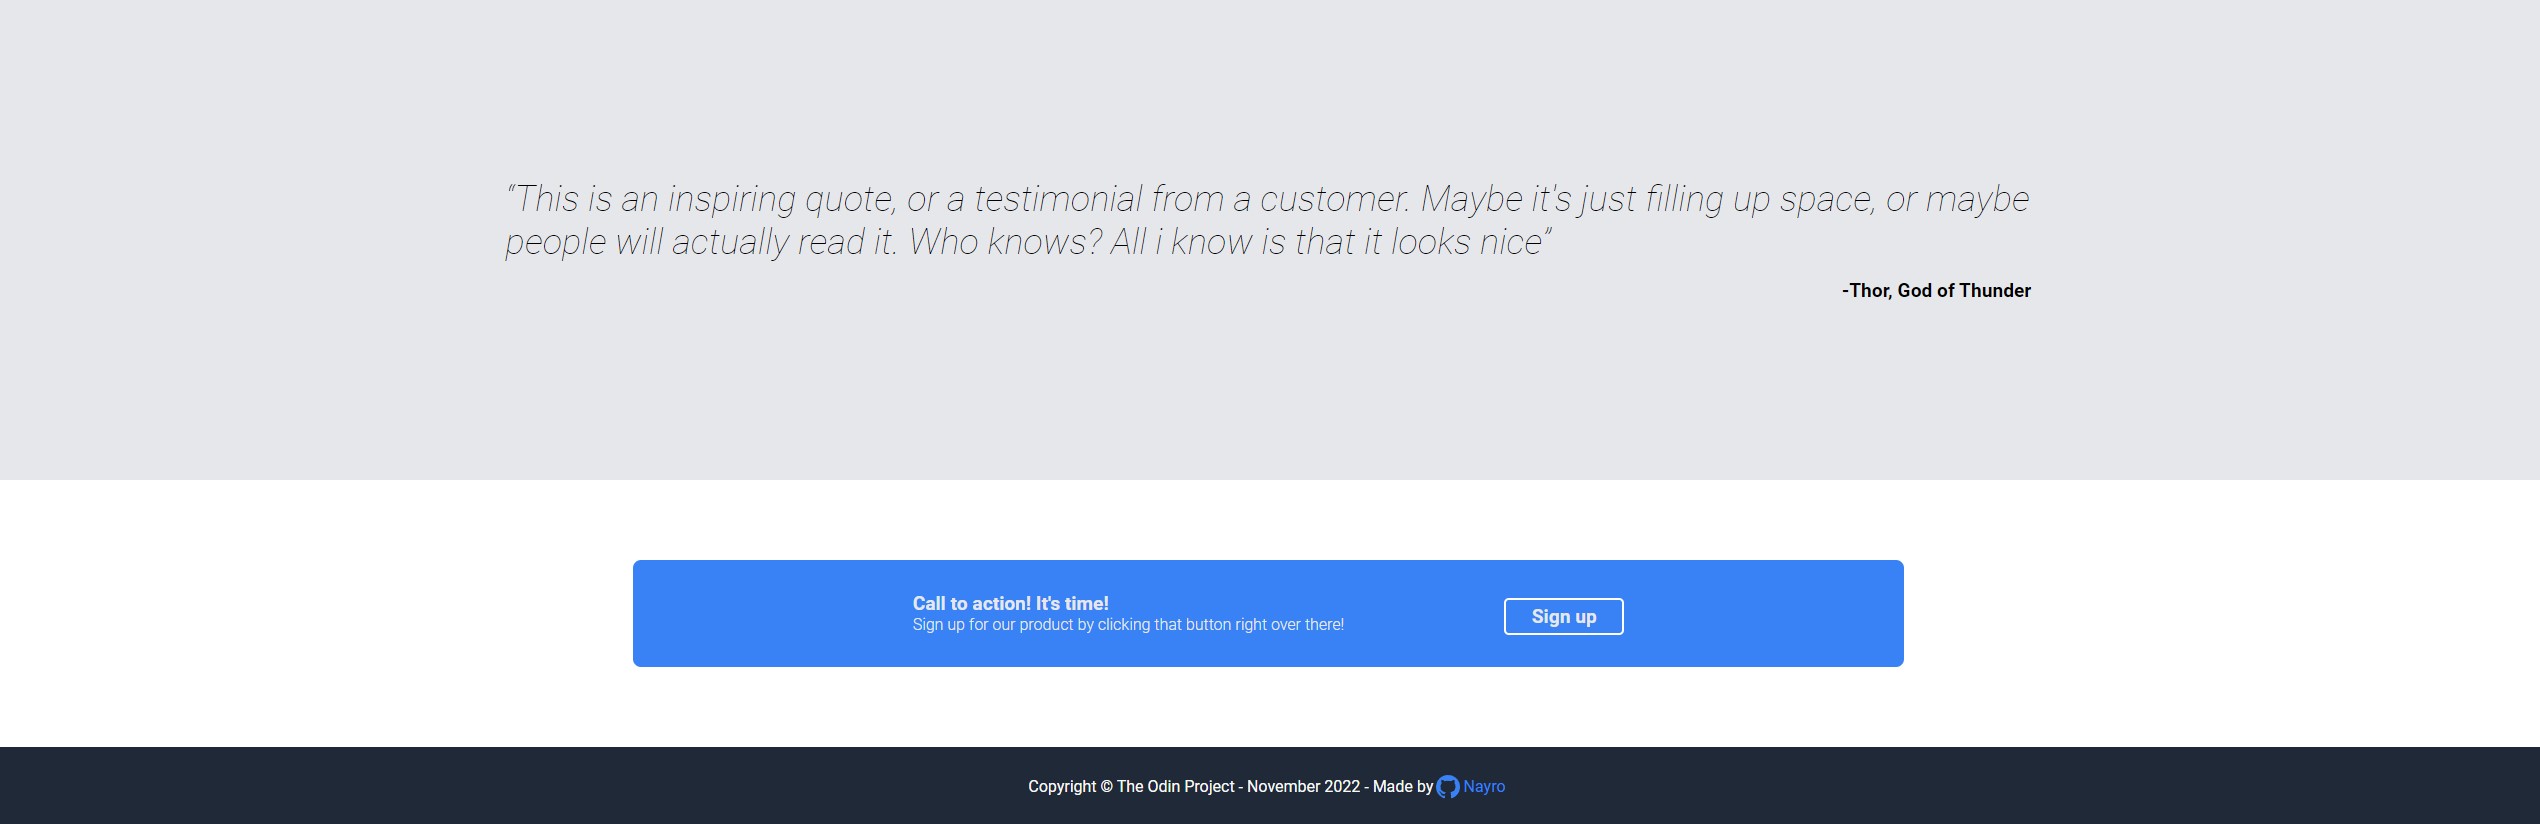 “This is an inspiring quote, or a testimonial from a customer. Maybe it's just filling up space, or maybe
people will actually read it. Who knows? All i know is that it looks nice”
-Thor, God of Thunder
Call to action! It's time!
Sign up for our product by clicking that button right over there!
Sign up
Copyright © The Odin Project - November 2022 - Made by Nayro